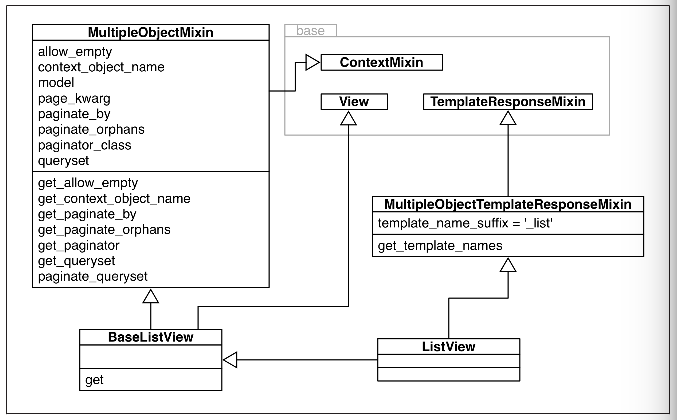 MultipleObjectMixin
allow_empty
context_object_name
model
page_kwarg
paginate_by
paginate_orphans
paginator_class
queryset
get_allow_empty
get_context_object_name
get_paginate_by
get_paginate_orphans
get_paginator
get_queryset
paginate_queryset
base
ContextMixin
View
TemplateResponseMixin
MultipleObjectTemplateResponseMixin
template_name_suffix = '_list'
get_template_names
BaseListView
get
ListView